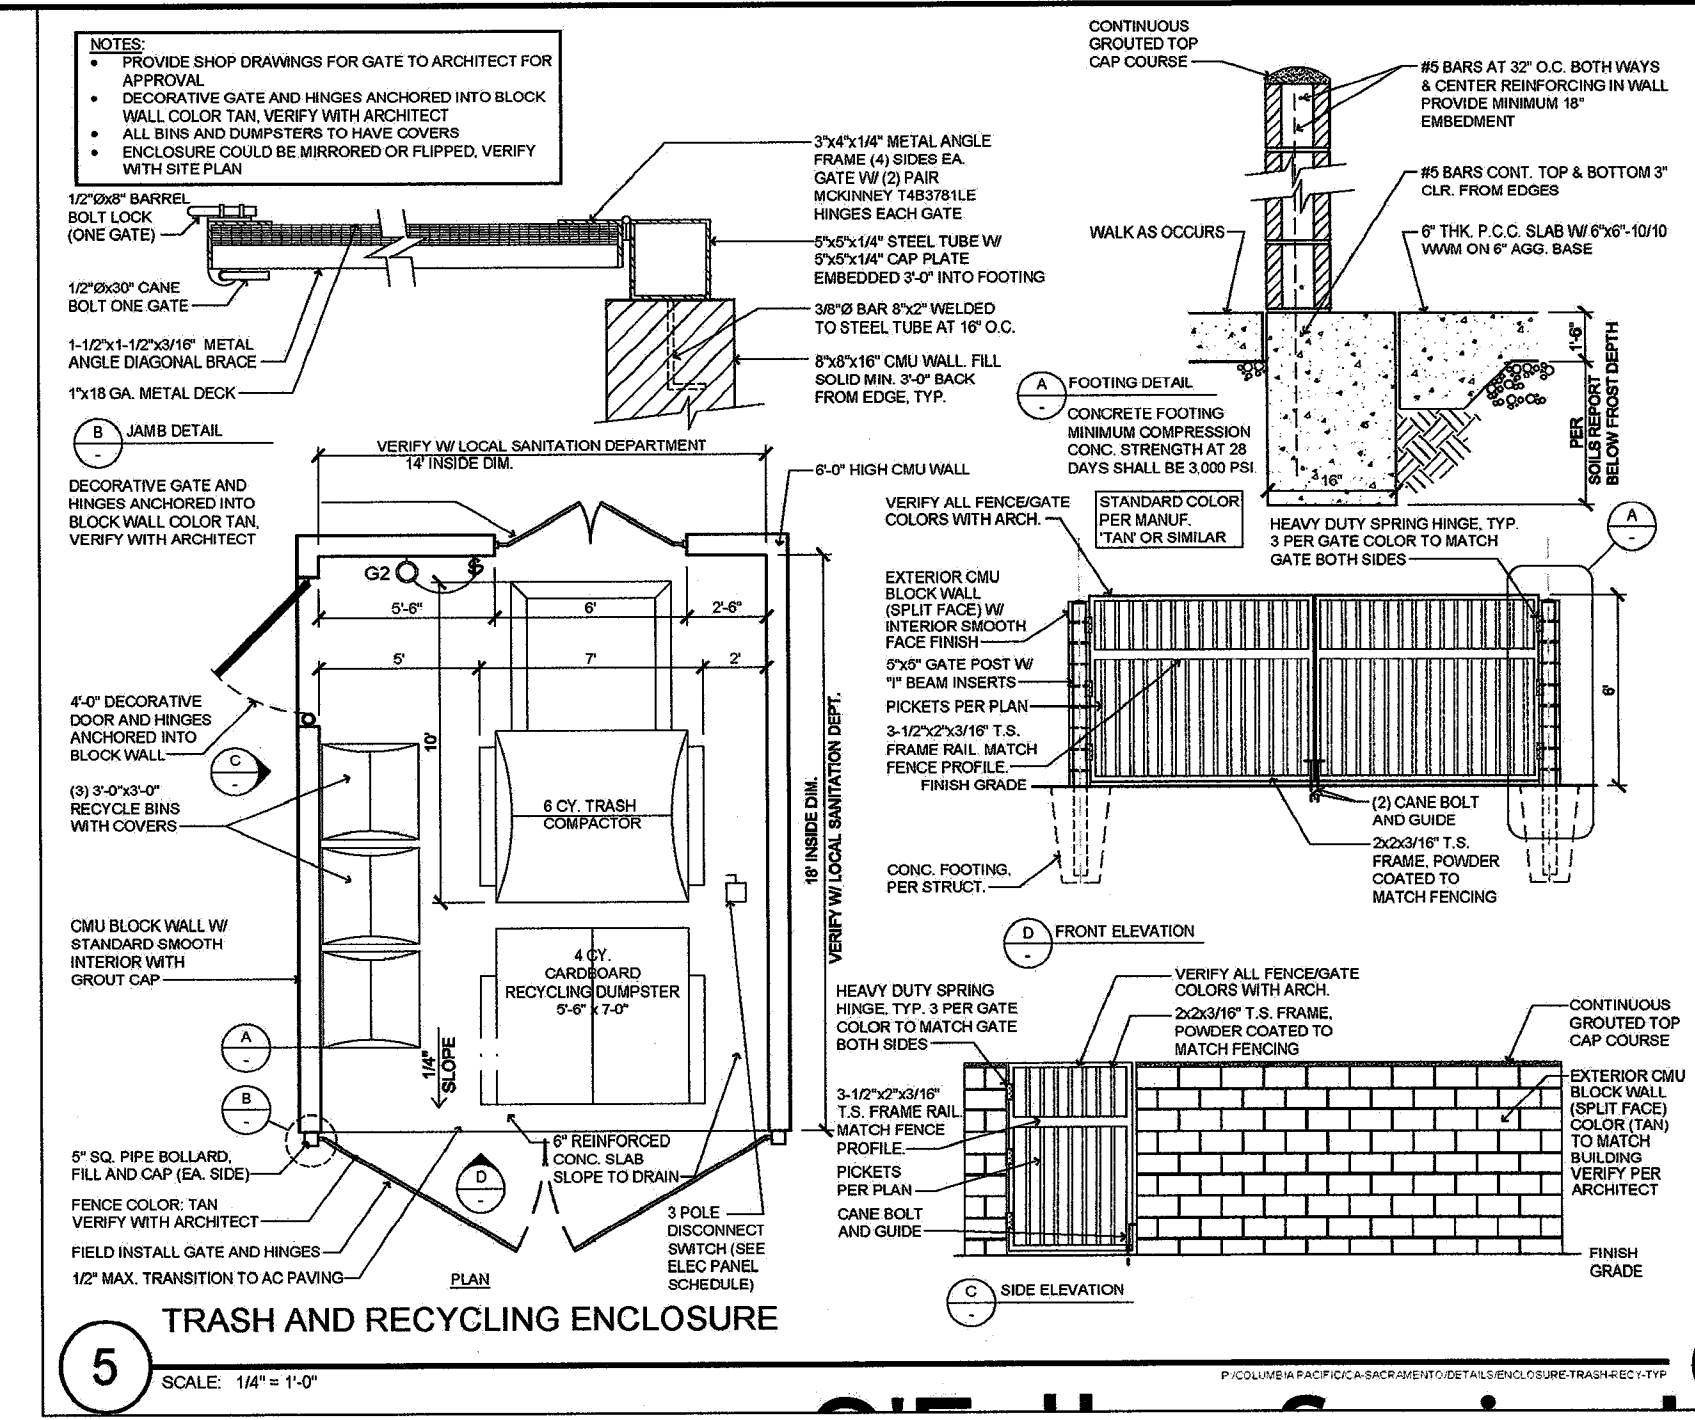 NOTES:
• PROVIDE SHOP DRAWINGS FOR GATE TO ARCHITECT FOR
APPROVAL
• DECORATIVE GATE AND HINGES ANCHORED INTO BLOCK
WALL COLOR TAN, VERIFY WITH ARCHITECT
• ALL BINS AND DUMPSTERS TO HAVE COVERS
• ENCLOSURE COULD BE MIRRORED OR FLIPPED, VERIFY
WITH SITE PLAN
1/2"Øx8" BARREL
BOLT LOCK
(ONE GATE)
1/2"Øx30" CANE
BOLT ONE GATE
1-1/2"x1-1/2"x3/16" METAL
ANGLE DIAGONAL BRACE
1"x18 GA. METAL DECK
3"x4"x1/4" METAL ANGLE
FRAME (4) SIDES EA.
GATE W/ (2) PAIR
MCKINNEY T4B3781LE
HINGES EACH GATE
5"x5"x1/4" STEEL TUBE W/
5"x5"x1/4" CAP PLATE
EMBEDDED 3'-0" INTO FOOTING
3/8"Ø BAR 8"x2" WELDED
TO STEEL TUBE AT 16" O.C.
8"x8"x16" CMU WALL. FILL
SOLID MIN. 3'-0" BACK
FROM EDGE, TYP.
B
-
JAMB DETAIL
CONTINUOUS
GROUTED TOP
CAP COURSE
#5 BARS AT 32" O.C. BOTH WAYS
& CENTER REINFORCING IN WALL
PROVIDE MINIMUM 18"
EMBEDMENT
#5 BARS CONT. TOP & BOTTOM 3"
CLR. FROM EDGES
WALK AS OCCURS
6" THK. P.C.C. SLAB W/ 6"x6"-10/10
WWM ON 6" AGG. BASE
1'-6"
PER
SOILS REPORT
BELOW FROST DEPTH
16"
A
-
FOOTING DETAIL
CONCRETE FOOTING
MINIMUM COMPRESSION
CONC. STRENGTH AT 28
DAYS SHALL BE 3,000 PSI.
VERIFY W/ LOCAL SANITATION DEPARTMENT
14' INSIDE DIM.
6'-0" HIGH CMU WALL
DECORATIVE GATE AND
HINGES ANCHORED INTO
BLOCK WALL COLOR TAN,
VERIFY WITH ARCHITECT
G2
$
5'-6"
6'
2'-6"
5'
7'
2'
10'
18' INSIDE DIM.
VERIFY W/ LOCAL SANITATION DEPT.
4'-0" DECORATIVE
DOOR AND HINGES
ANCHORED INTO
BLOCK WALL
C
-
(3) 3'-0"x3'-0"
RECYCLE BINS
WITH COVERS
6 CY. TRASH
COMPACTOR
CMU BLOCK WALL W/
STANDARD SMOOTH
INTERIOR WITH
GROUT CAP
4 CY.
CARDBOARD
RECYCLING DUMPSTER
5'-6" x 7'-0"
1/4"
SLOPE
A
-
B
-
5" SQ. PIPE BOLLARD,
FILL AND CAP (EA. SIDE)
FENCE COLOR: TAN
VERIFY WITH ARCHITECT
FIELD INSTALL GATE AND HINGES
1/2" MAX. TRANSITION TO AC PAVING
6" REINFORCED
CONC. SLAB
SLOPE TO DRAIN
D
-
3 POLE
DISCONNECT
SWITCH (SEE
ELEC PANEL
SCHEDULE)
PLAN
VERIFY ALL FENCE/GATE
COLORS WITH ARCH.
STANDARD COLOR
PER MANUF.
'TAN' OR SIMILAR
HEAVY DUTY SPRING HINGE, TYP.
3 PER GATE COLOR TO MATCH
GATE BOTH SIDES
A
-
EXTERIOR CMU
BLOCK WALL
(SPLIT FACE) W/
INTERIOR SMOOTH
FACE FINISH
5"x5" GATE POST W/
"I" BEAM INSERTS
PICKETS PER PLAN
3-1/2"x2"x3/16" T.S.
FRAME RAIL. MATCH
FENCE PROFILE.
FINISH GRADE
6'
(2) CANE BOLT
AND GUIDE
2x2x3/16" T.S.
FRAME, POWDER
COATED TO
MATCH FENCING
CONC. FOOTING,
PER STRUCT.
D
-
FRONT ELEVATION
HEAVY DUTY SPRING
HINGE, TYP. 3 PER GATE
COLOR TO MATCH GATE
BOTH SIDES
VERIFY ALL FENCE/GATE
COLORS WITH ARCH.
2x2x3/16" T.S. FRAME,
POWDER COATED TO
MATCH FENCING
CONTINUOUS
GROUTED TOP
CAP COURSE
3-1/2"x2"x3/16"
T.S. FRAME RAIL.
MATCH FENCE
PROFILE.
PICKETS
PER PLAN
CANE BOLT
AND GUIDE
EXTERIOR CMU
BLOCK WALL
(SPLIT FACE)
COLOR (TAN)
TO MATCH
BUILDING
VERIFY PER
ARCHITECT
FINISH
GRADE
C
-
SIDE ELEVATION
TRASH AND RECYCLING ENCLOSURE
5
SCALE: 1/4" = 1'-0"
P:/COLUMBIA PACIFIC/CA-SACRAMENTO/DETAILS/ENCLOSURE-TRASH-RECY-TYP